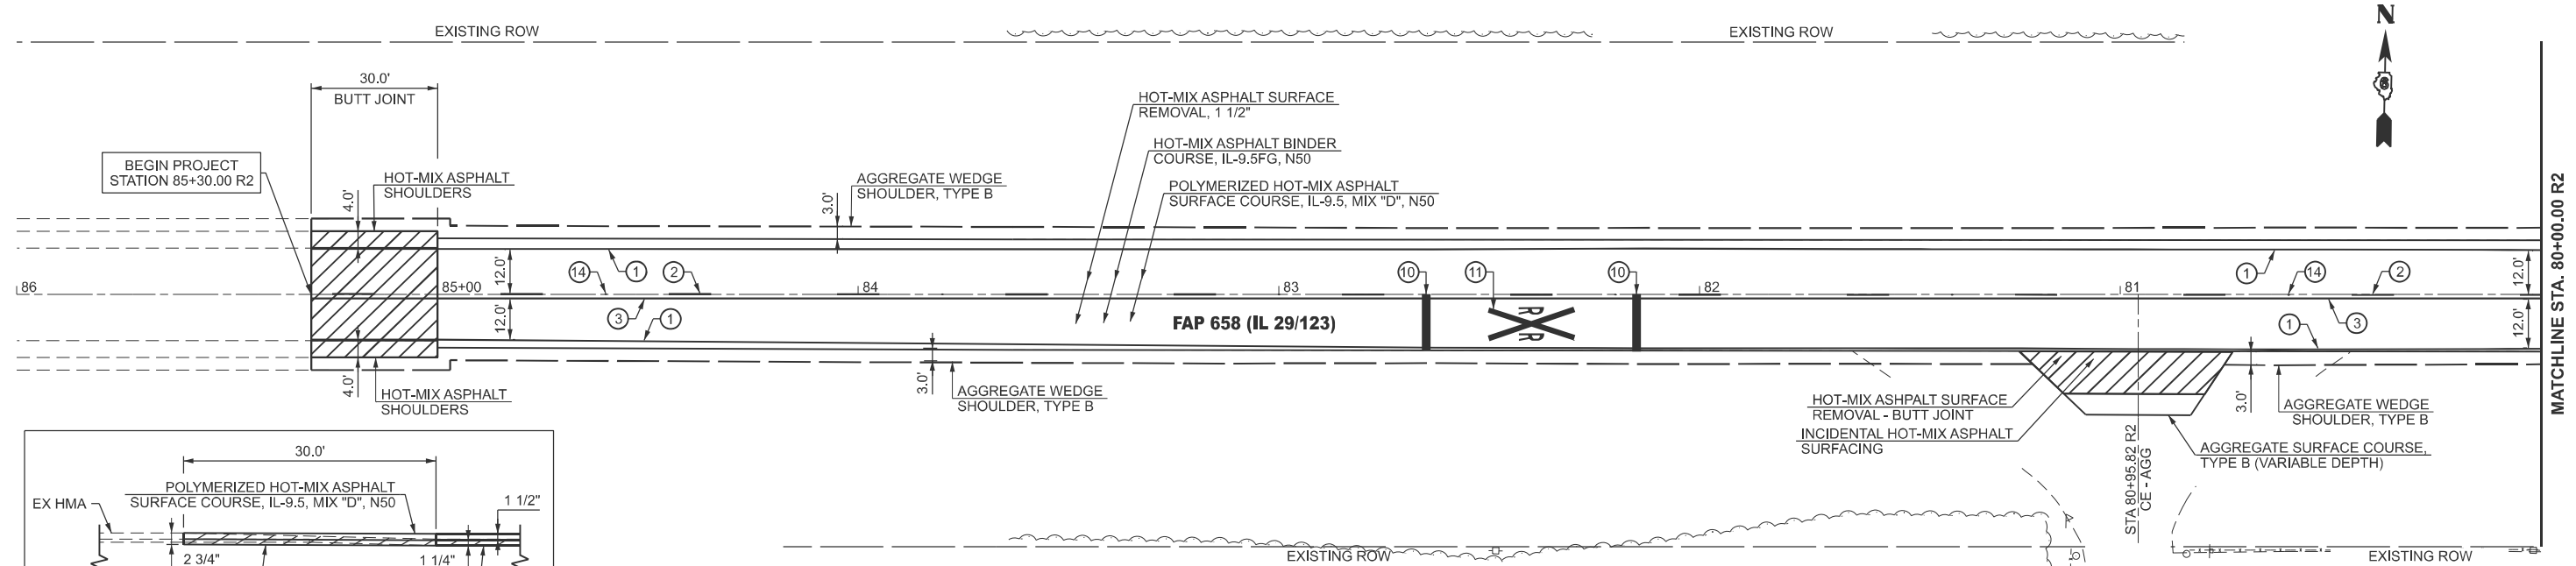 EXISTING ROW
EXISTING ROW
N
6
30.0'
BUTT JOINT
HOT-MIX ASPHALT SURFACE
REMOVAL, 1 1/2"
HOT-MIX ASPHALT BINDER
COURSE, IL-9.5FG, N50
POLYMERIZED HOT-MIX ASPHALT
SURFACE COURSE, IL-9.5, MIX "D", N50
BEGIN PROJECT
STATION 85+30.00 R2
HOT-MIX ASPHALT
SHOULDERS
4.0'
3.0'
AGGREGATE WEDGE
SHOULDER, TYPE B
MATCHLINE STA. 80+00.00 R2
86
85+00
84
83
82
81
12.0'
12.0'
14
1
2
3
1
10
11
10
R R
1
14
2
1
3
12.0'
12.0'
FAP 658 (IL 29/123)
4.0'
HOT-MIX ASPHALT
SHOULDERS
3.0'
AGGREGATE WEDGE
SHOULDER, TYPE B
HOT-MIX ASHPALT SURFACE
REMOVAL - BUTT JOINT
INCIDENTAL HOT-MIX ASPHALT
SURFACING
STA 80+95.82 R2
CE - AGG
3.0'
AGGREGATE WEDGE
SHOULDER, TYPE B
AGGREGATE SURFACE COURSE,
TYPE B (VARIABLE DEPTH)
30.0'
EX HMA
POLYMERIZED HOT-MIX ASPHALT
SURFACE COURSE, IL-9.5, MIX "D", N50
1 1/2"
2 3/4"
1 1/4"
EXISTING ROW
EXISTING ROW